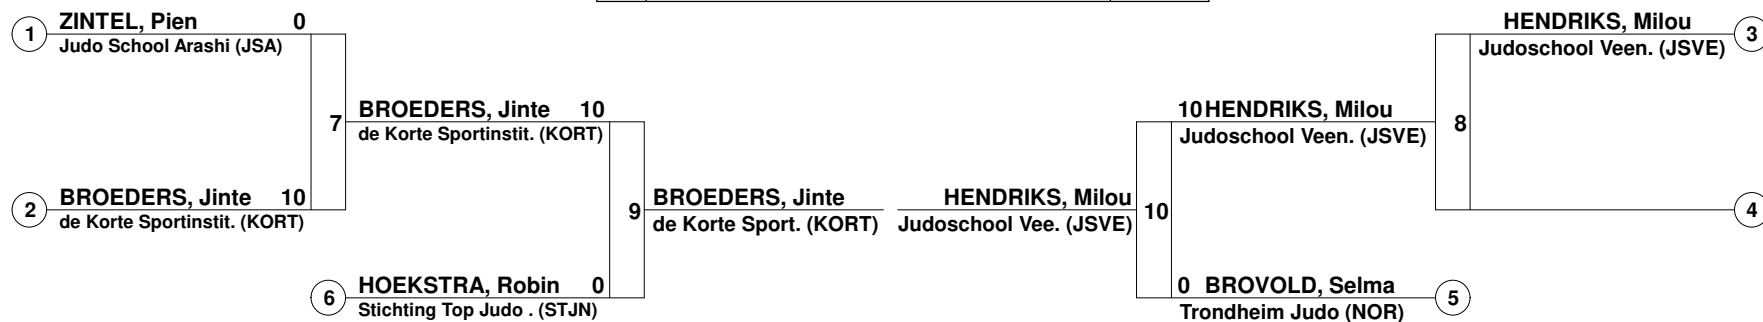 1 ZINTEL, Pien 0
Judo School Arashi (JSA)
7
2 BROEDERS, Jinte 10
de Korte Sportinstit. (KORT)
BROEDERS, Jinte 10
de Korte Sportinstit. (KORT)
9
6 HOEKSTRA, Robin 0
Stichting Top Judo . (STJN)
BROEDERS, Jinte
de Korte Sport. (KORT)
HENDRIKS, Milou
Judoschool Vee. (JSVE)
10
10 HENDRIKS, Milou
Judoschool Veen. (JSVE)
0 BROVOLD, Selma 5
Trondheim Judo (NOR)
8
HENDRIKS, Milou 3
Judoschool Veen. (JSVE)
4